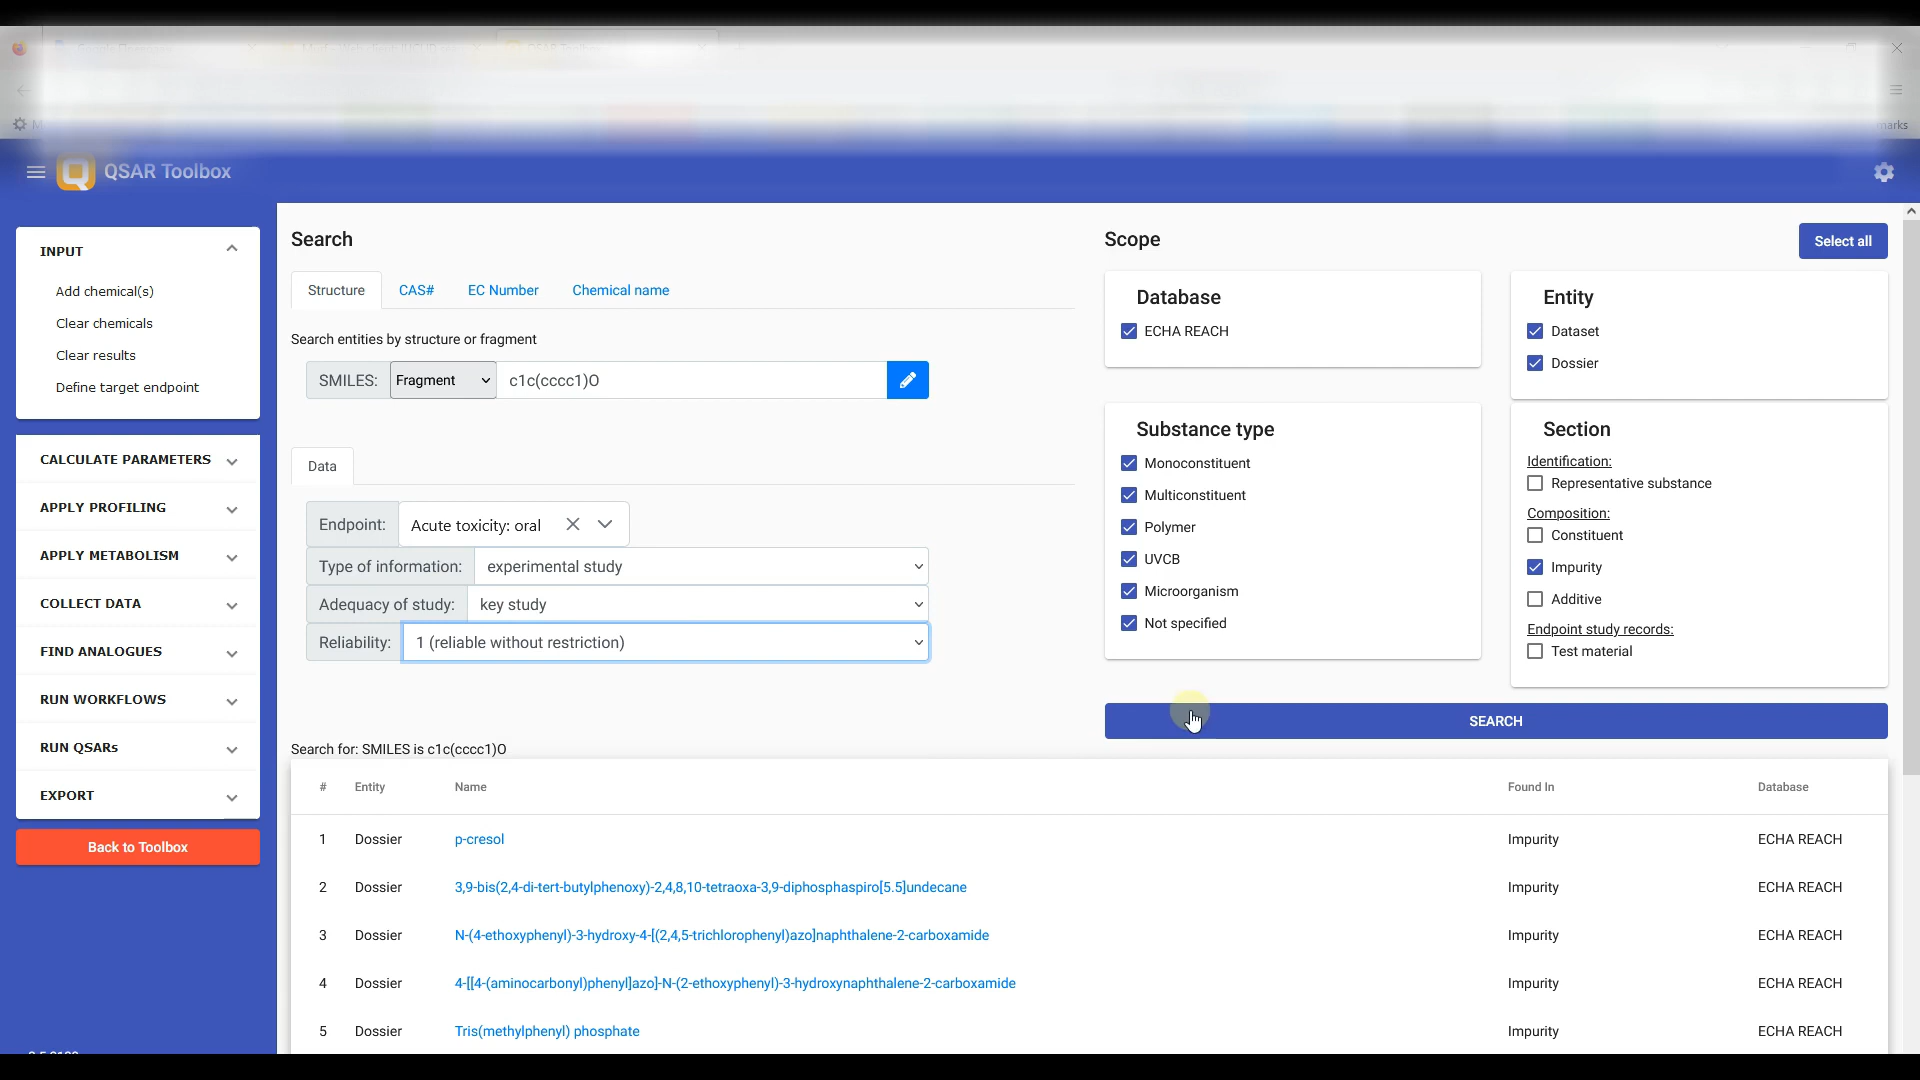 QSAR Toolbox
INPUT
Add chemical(s)
Clear chemicals
Clear results
Define target endpoint
CALCULATE PARAMETERS
APPLY PROFILING
APPLY METABOLISM
COLLECT DATA
FIND ANALOGUES
RUN WORKFLOWS
RUN QSARs
EXPORT
Back to Toolbox
Search
Structure CAS# EC Number Chemical name
Search entities by structure or fragment
SMILES: Fragment c1c(cccc1)O
Data
Endpoint: Acute toxicity: oral
Type of information: experimental study
Adequacy of study: key study
Reliability: 1 (reliable without restriction)
Scope
Select all
Database
ECHA REACH
Entity
Dataset
Dossier
Substance type
Monoconstituent
Multiconstituent
Polymer
UVCB
Microorganism
Not specified
Section
Identification:
Representative substance
Composition:
Constituent
Impurity
Additive
Endpoint study records:
Test material
SEARCH
Search for: SMILES is c1c(cccc1)O
# Entity Name Found In Database
1 Dossier p-cresol Impurity ECHA REACH
2 Dossier 3,9-bis(2,4-di-tert-butylphenoxy)-2,4,8,10-tetraoxa-3,9-diphosphaspiro[5.5]undecane Impurity ECHA REACH
3 Dossier N-(4-ethoxyphenyl)-3-hydroxy-4-[(2,4,5-trichlorophenyl)azo]naphthalene-2-carboxamide Impurity ECHA REACH
4 Dossier 4-[[4-(aminocarbonyl)phenyl]azo]-N-(2-ethoxyphenyl)-3-hydroxynaphthalene-2-carboxamide Impurity ECHA REACH
5 Dossier Tris(methylphenyl) phosphate Impurity ECHA REACH